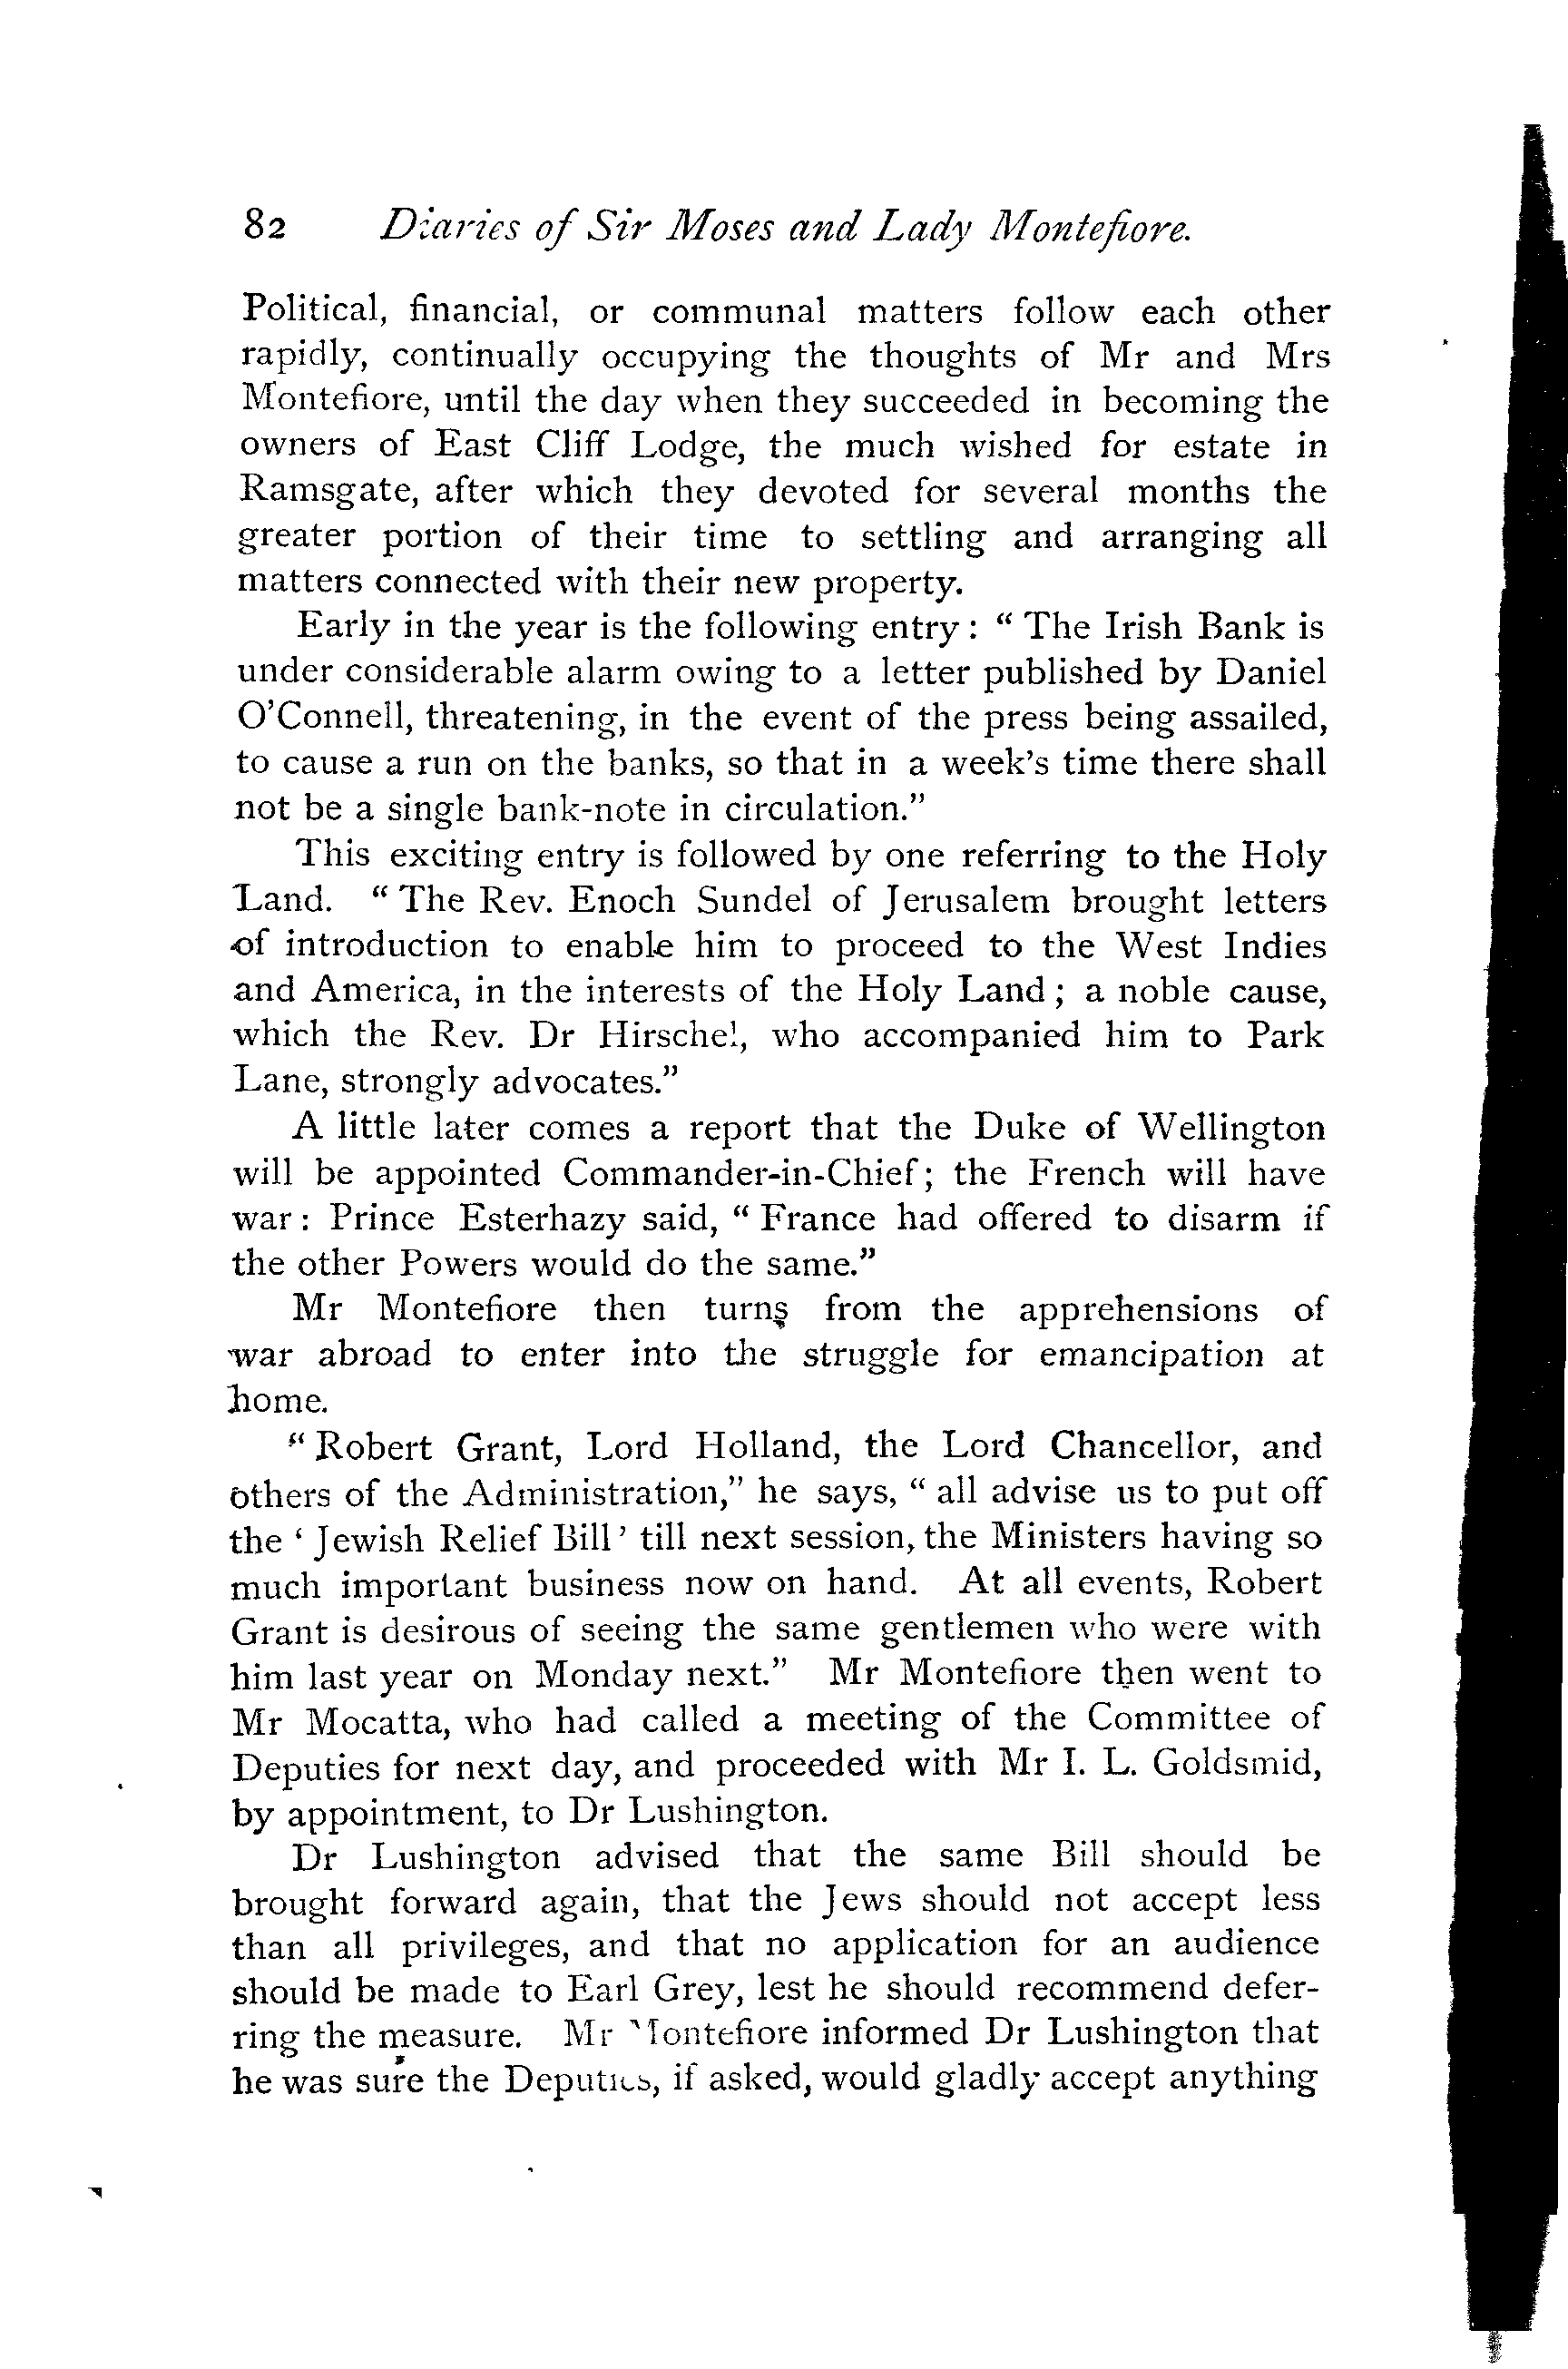 82 Diaries of Sir Moses and Lady Montefiore.
Political, financial, or communal matters follow each other
rapidly, continually occupying the thoughts of Mr and Mrs
Montefiore, until the day when they succeeded in becoming the
owners of East Cliff Lodge, the much wished for estate in
Ramsgate, after which they devoted for several months the
greater portion of their time to settling and arranging all
matters connected with their new property.
Early in the year is the following entry: “The Irish Bank is
under considerable alarm owing to a letter published by Daniel
O’Connell, threatening, in the event of the press being assailed,
to cause a run on the banks, so that in a week’s time there shall
not be a single bank-note in circulation.”
This exciting entry is followed by one referring to the Holy
Land. “The Rev. Enoch Sundel of Jerusalem brought letters
of introduction to enable him to proceed to the West Indies
and America, in the interests of the Holy Land; a noble cause,
which the Rev. Dr Hirschel, who accompanied him to Park
Lane, strongly advocates.”
A little later comes a report that the Duke of Wellington
will be appointed Commander-in-Chief; the French will have
war: Prince Esterhazy said, “France had offered to disarm if
the other Powers would do the same.”
Mr Montefiore then turns from the apprehensions of
war abroad to enter into the struggle for emancipation at
home.
“Robert Grant, Lord Holland, the Lord Chancellor, and
others of the Administration,” he says, “all advise us to put off
the ‘Jewish Relief Bill’ till next session, the Ministers having so
much important business now on hand. At all events, Robert
Grant is desirous of seeing the same gentlemen who were with
him last year on Monday next.” Mr Montefiore then went to
Mr Mocatta, who had called a meeting of the Committee of
Deputies for next day, and proceeded with Mr I. L. Goldsmid,
by appointment, to Dr Lushington.
Dr Lushington advised that the same Bill should be
brought forward again, that the Jews should not accept less
than all privileges, and that no application for an audience
should be made to Earl Grey, lest he should recommend defer-
ring the measure. Mr Montefiore informed Dr Lushington that
he was sure the Deputies, if asked, would gladly accept anything